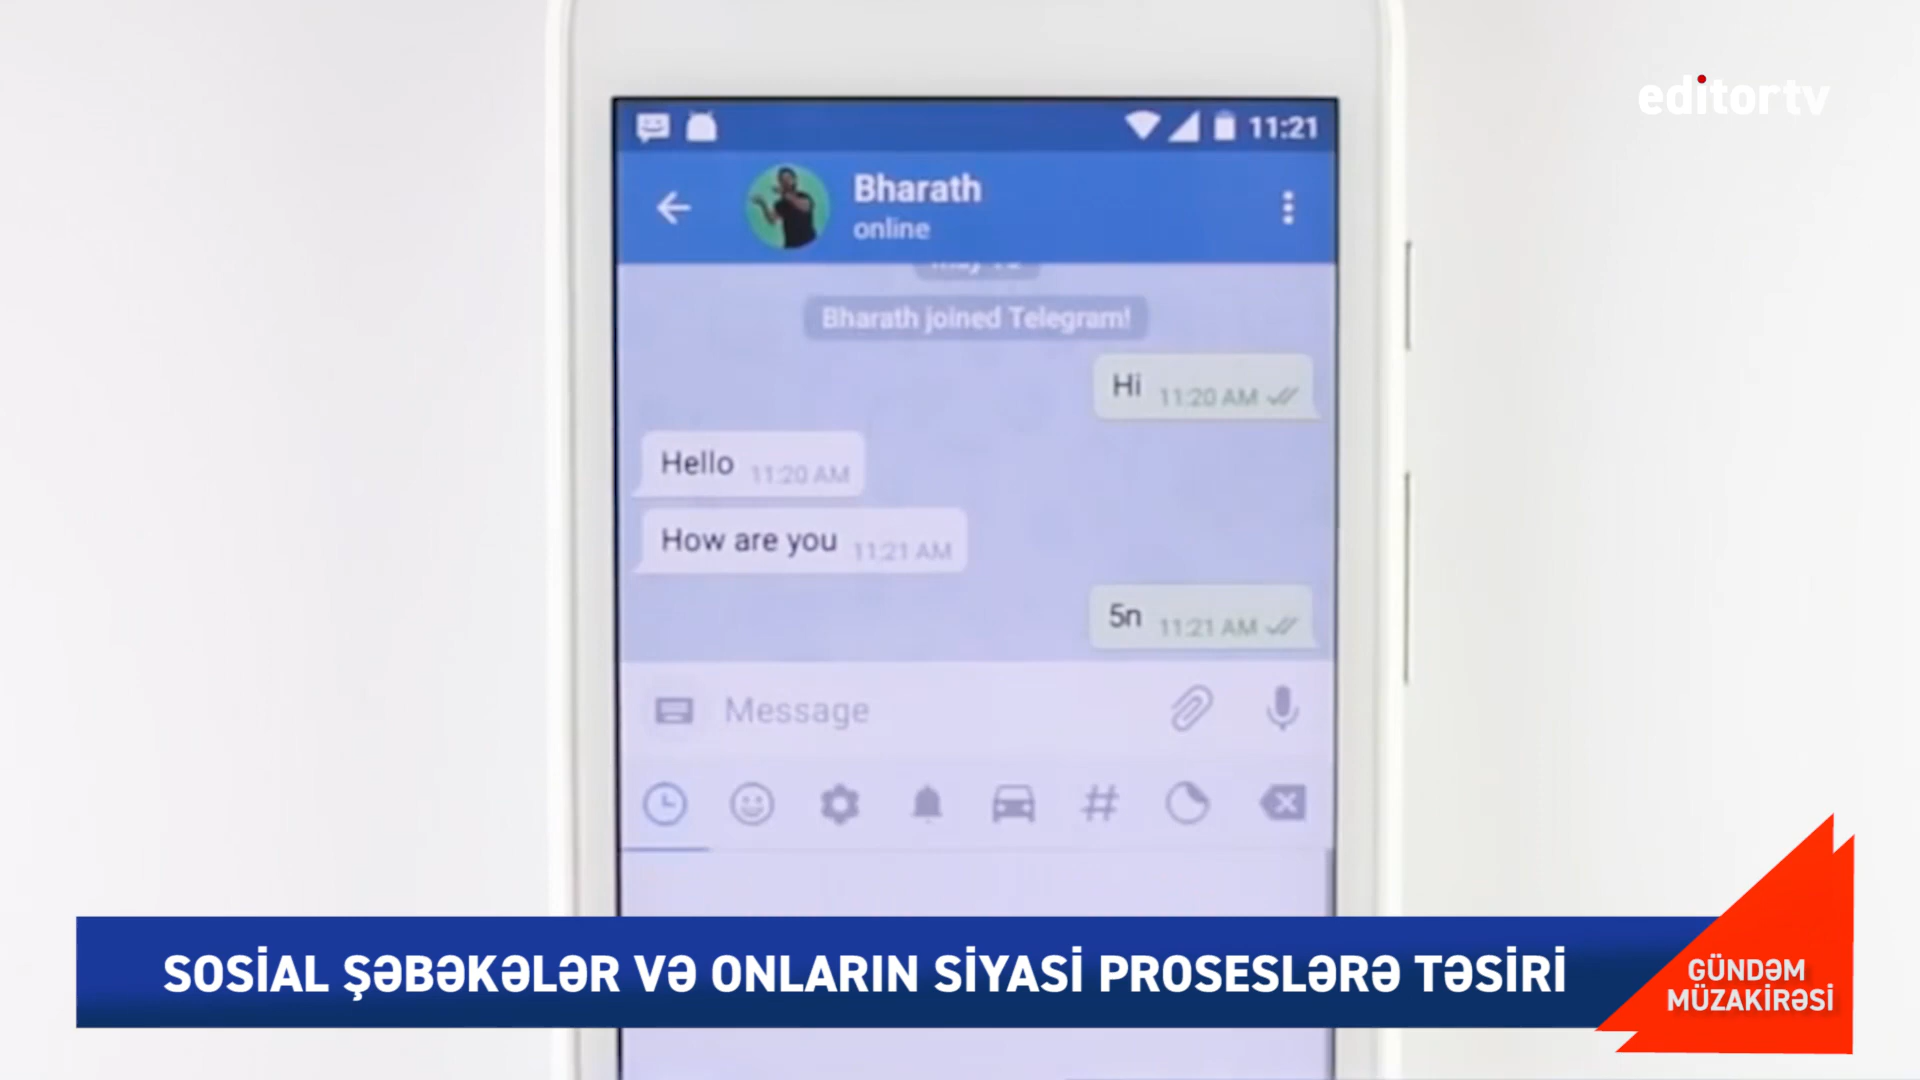 editortv
11:21
Bharath
online
Bharath joined Telegram!
Hi 11:20 AM
Hello 11:20 AM
How are you 11:21 AM
5n 11:21 AM
Message
SOSİAL ŞƏBƏKƏLƏR VƏ ONLARIN SİYASİ PROSESLƏRƏ TƏSİRİ
GÜNDƏM
MÜZAKİRƏSİ